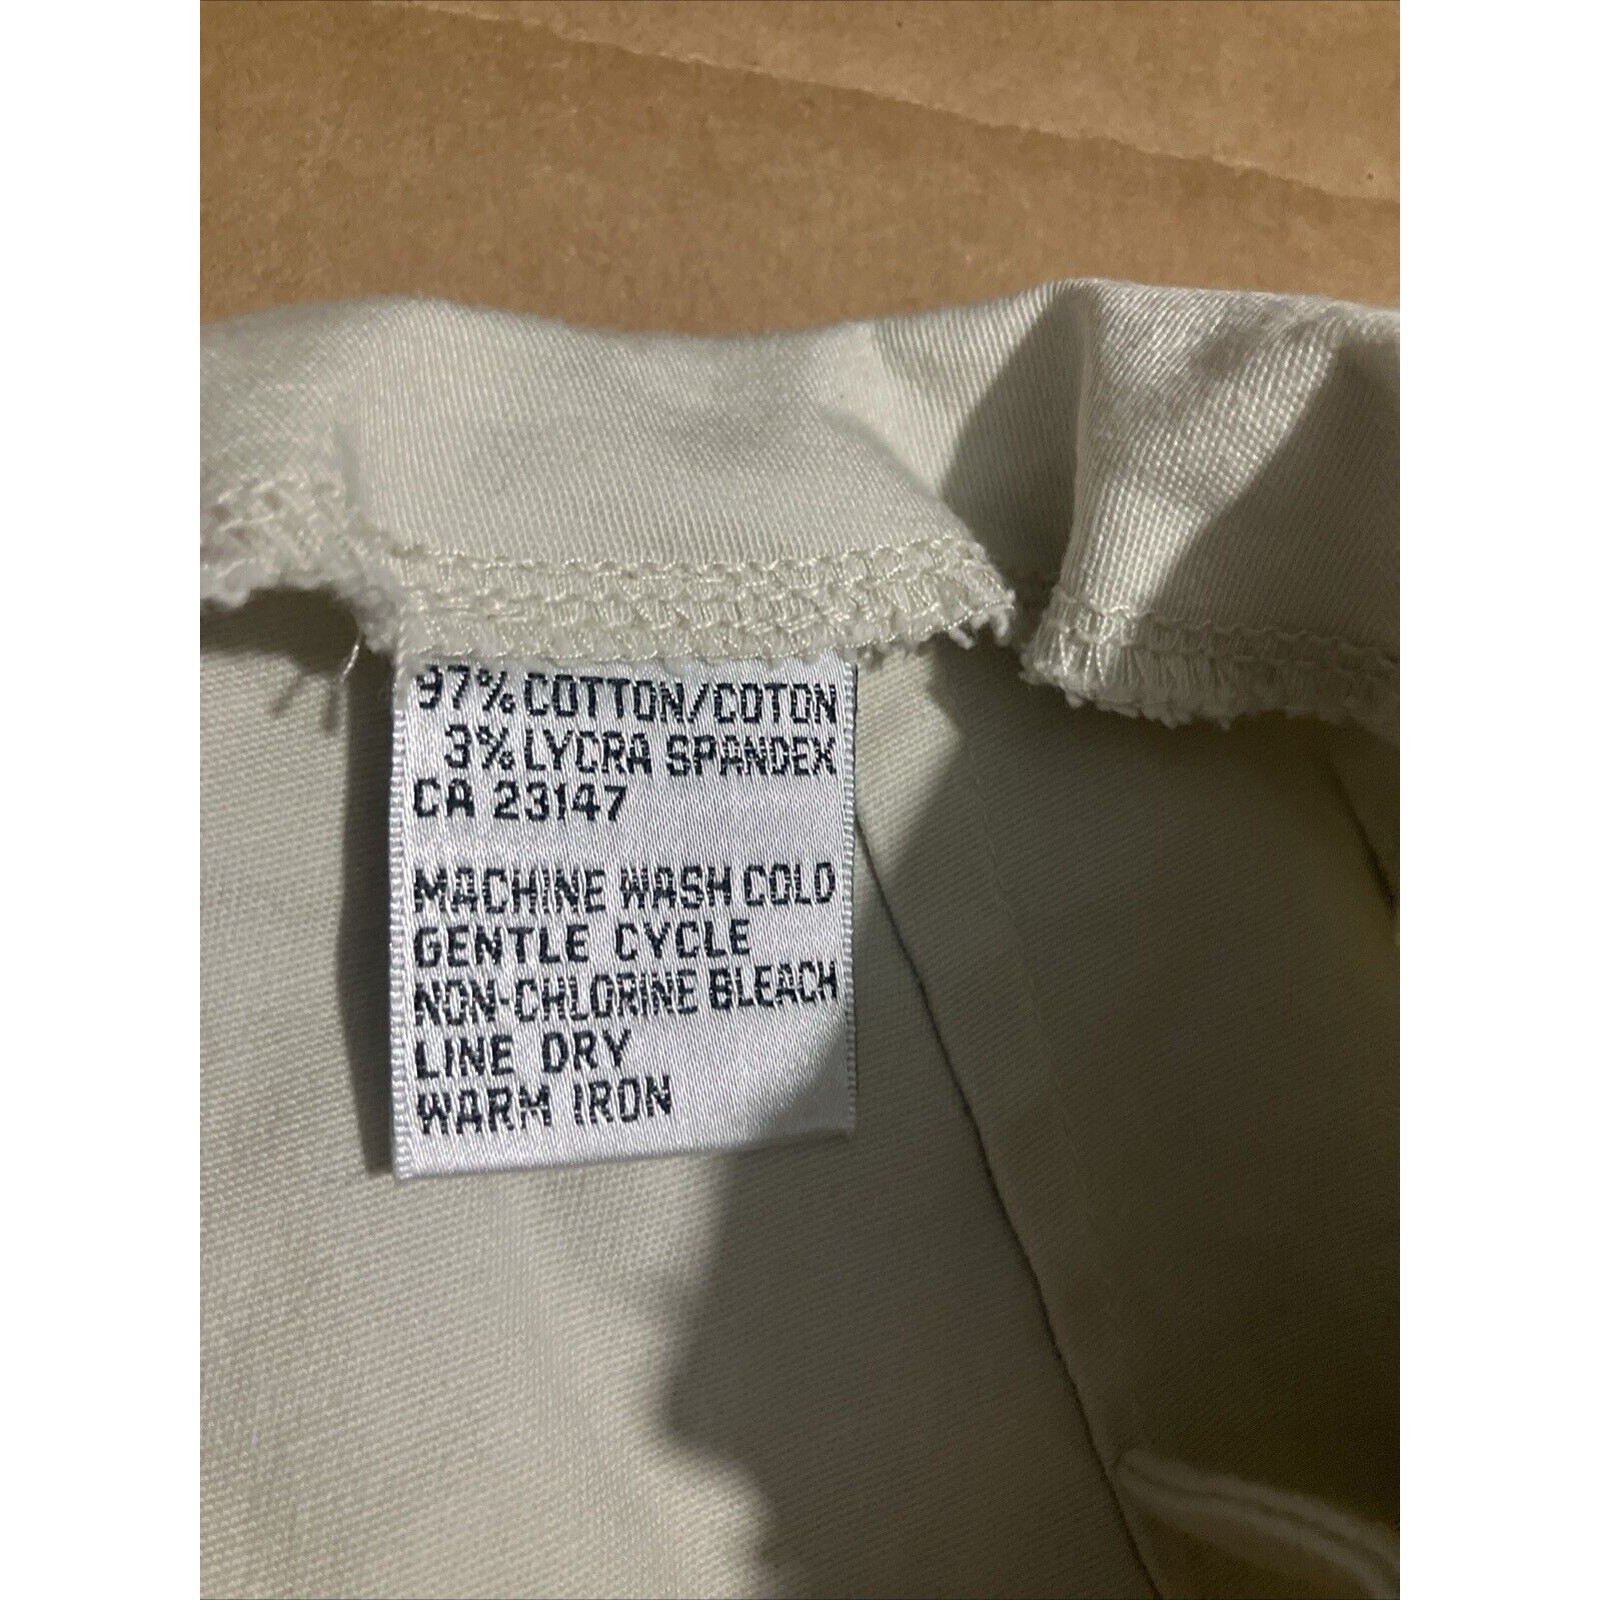 97% COTTON/COTON
3% LYCRA SPANDEX
CA 23147
MACHINE WASH COLD
GENTLE CYCLE
NON-CHLORINE BLEACH
LINE DRY
WARM IRON